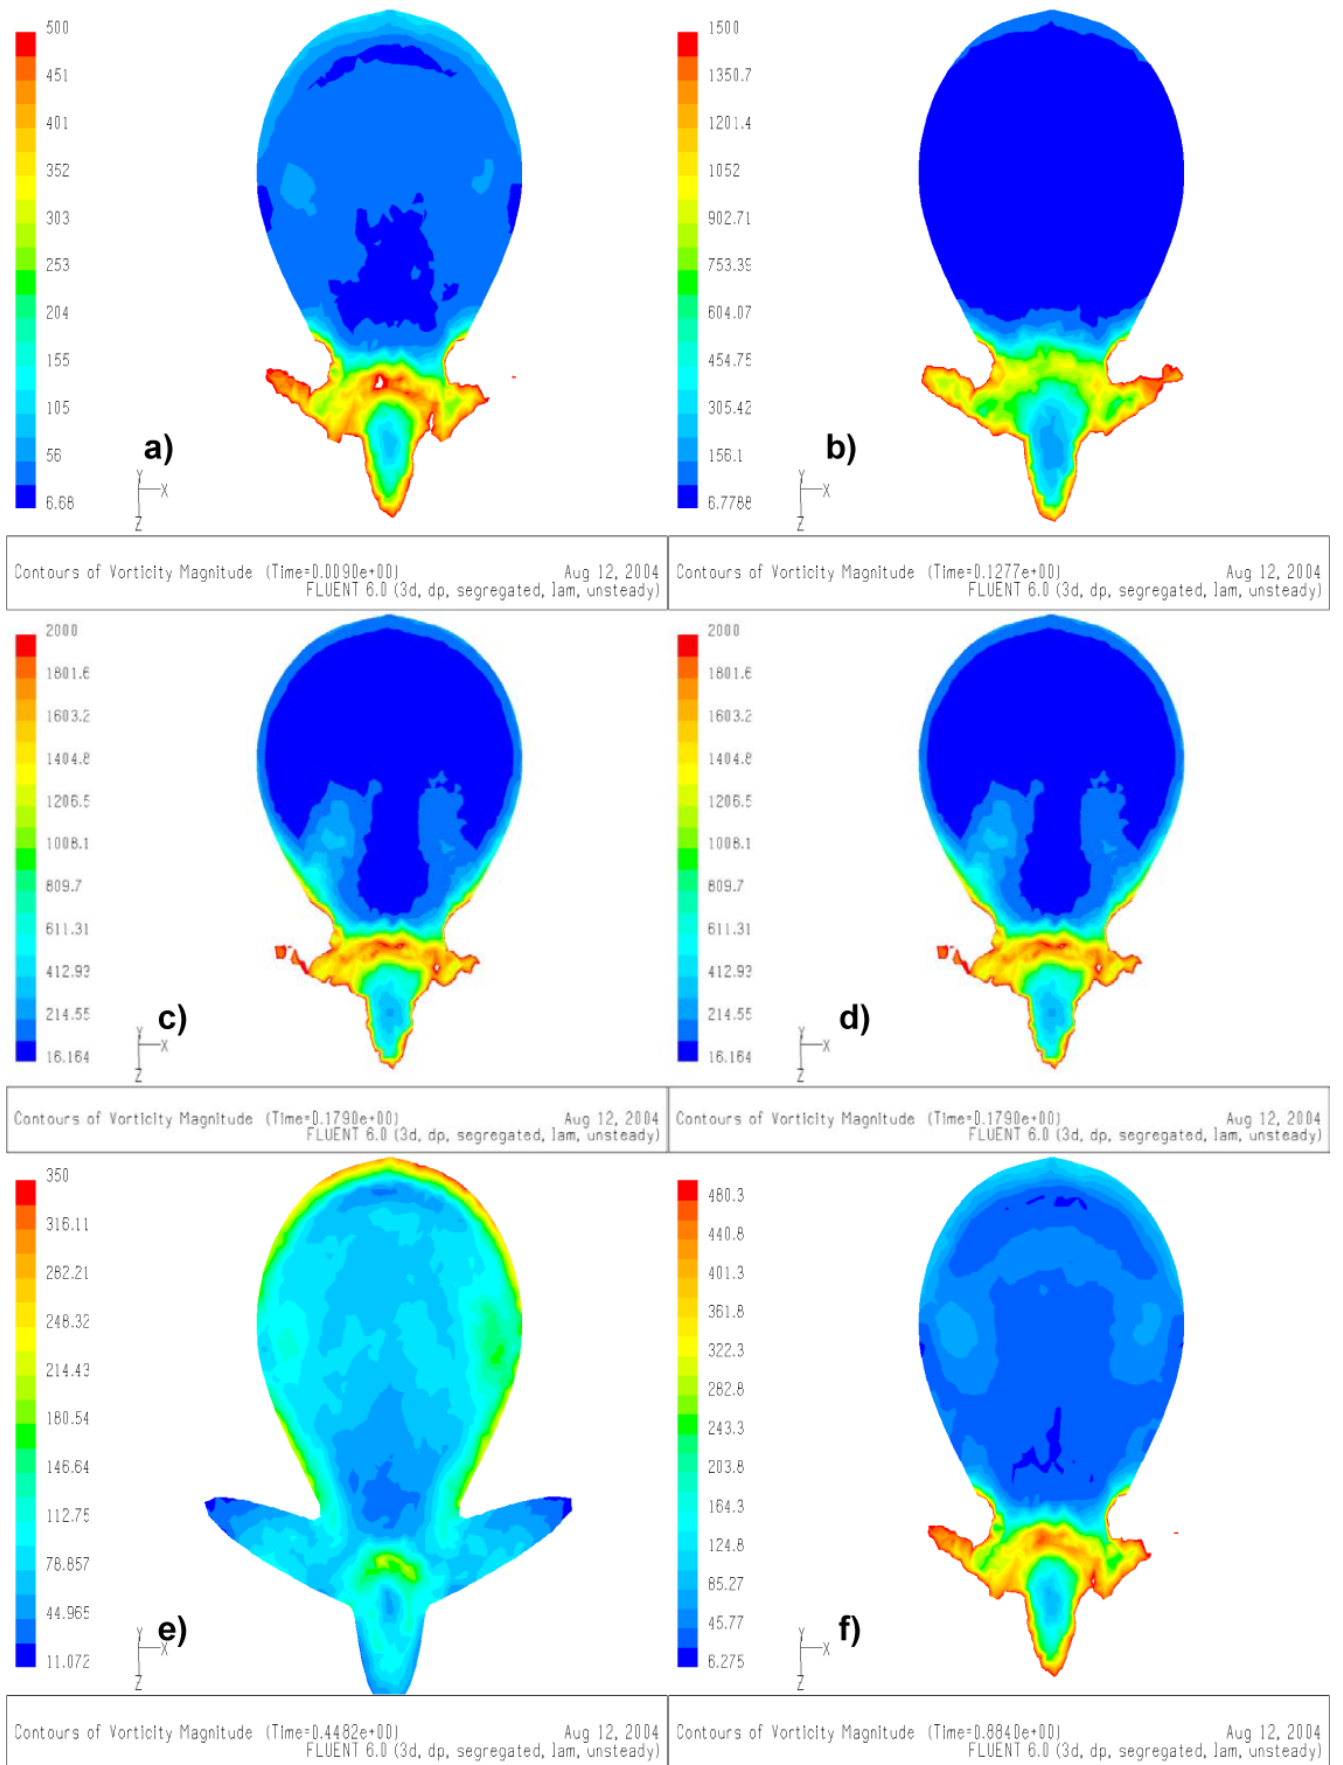 500
451
401
352
303
253
204
155
105
56
6.68
a)
Y
X
Z
Contours of Vorticity Magnitude (Time=0.0090e+00) Aug 12, 2004
FLUENT 6.0 (3d, dp, segregated, lam, unsteady)
1500
1350.7
1201.4
1052
902.71
753.39
604.07
454.75
305.42
156.1
6.7788
b)
Y
X
Z
Contours of Vorticity Magnitude (Time=0.1277e+00) Aug 12, 2004
FLUENT 6.0 (3d, dp, segregated, lam, unsteady)
2000
1801.6
1603.2
1404.8
1206.5
1008.1
809.7
611.31
412.93
214.55
16.164
c)
Y
X
Z
Contours of Vorticity Magnitude (Time=0.1790e+00) Aug 12, 2004
FLUENT 6.0 (3d, dp, segregated, lam, unsteady)
2000
1801.6
1603.2
1404.8
1206.5
1008.1
809.7
611.31
412.93
214.55
16.164
d)
Y
X
Z
Contours of Vorticity Magnitude (Time=0.1790e+00) Aug 12, 2004
FLUENT 6.0 (3d, dp, segregated, lam, unsteady)
350
316.11
282.21
248.32
214.43
180.54
146.64
112.75
78.857
44.965
11.072
e)
Y
X
Z
Contours of Vorticity Magnitude (Time=0.4482e+00) Aug 12, 2004
FLUENT 6.0 (3d, dp, segregated, lam, unsteady)
480.3
440.8
401.3
361.8
322.3
282.8
243.3
203.8
164.3
124.8
85.27
45.77
6.275
f)
Y
X
Z
Contours of Vorticity Magnitude (Time=0.8840e+00) Aug 12, 2004
FLUENT 6.0 (3d, dp, segregated, lam, unsteady)